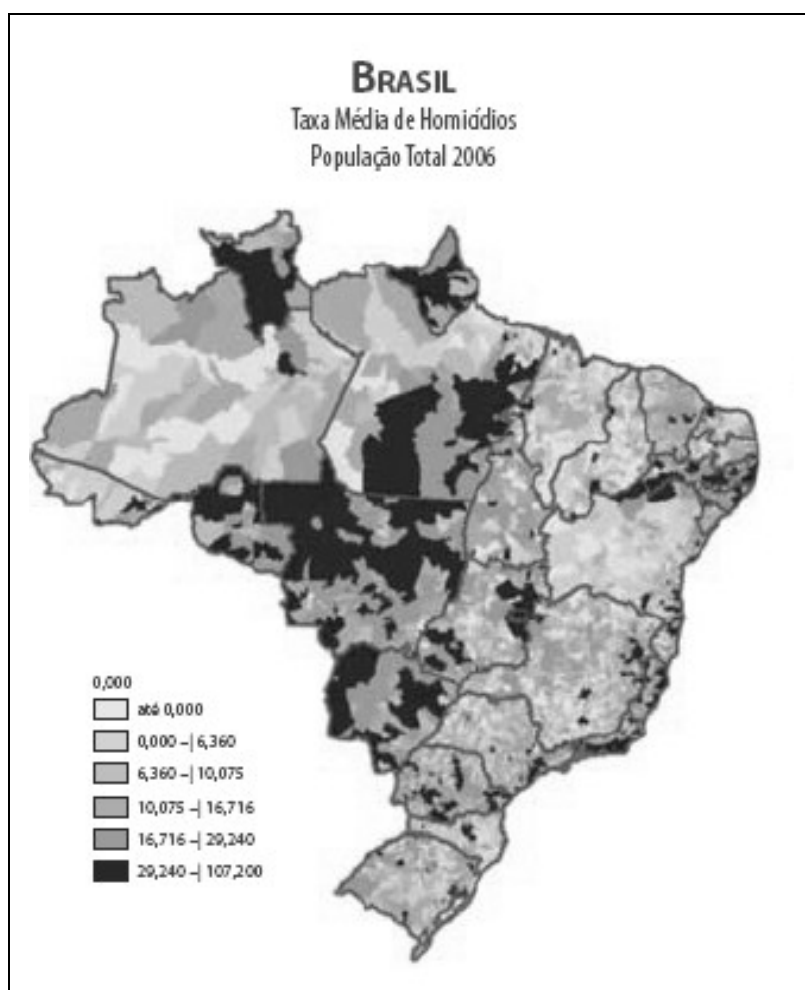 BRASIL
Taxa Média de Homicídios
População Total 2006
0,000
até 0,000
0,000 –| 6,360
6,360 –| 10,075
10,075 –| 16,716
16,716 –| 29,240
29,240 –| 107,200